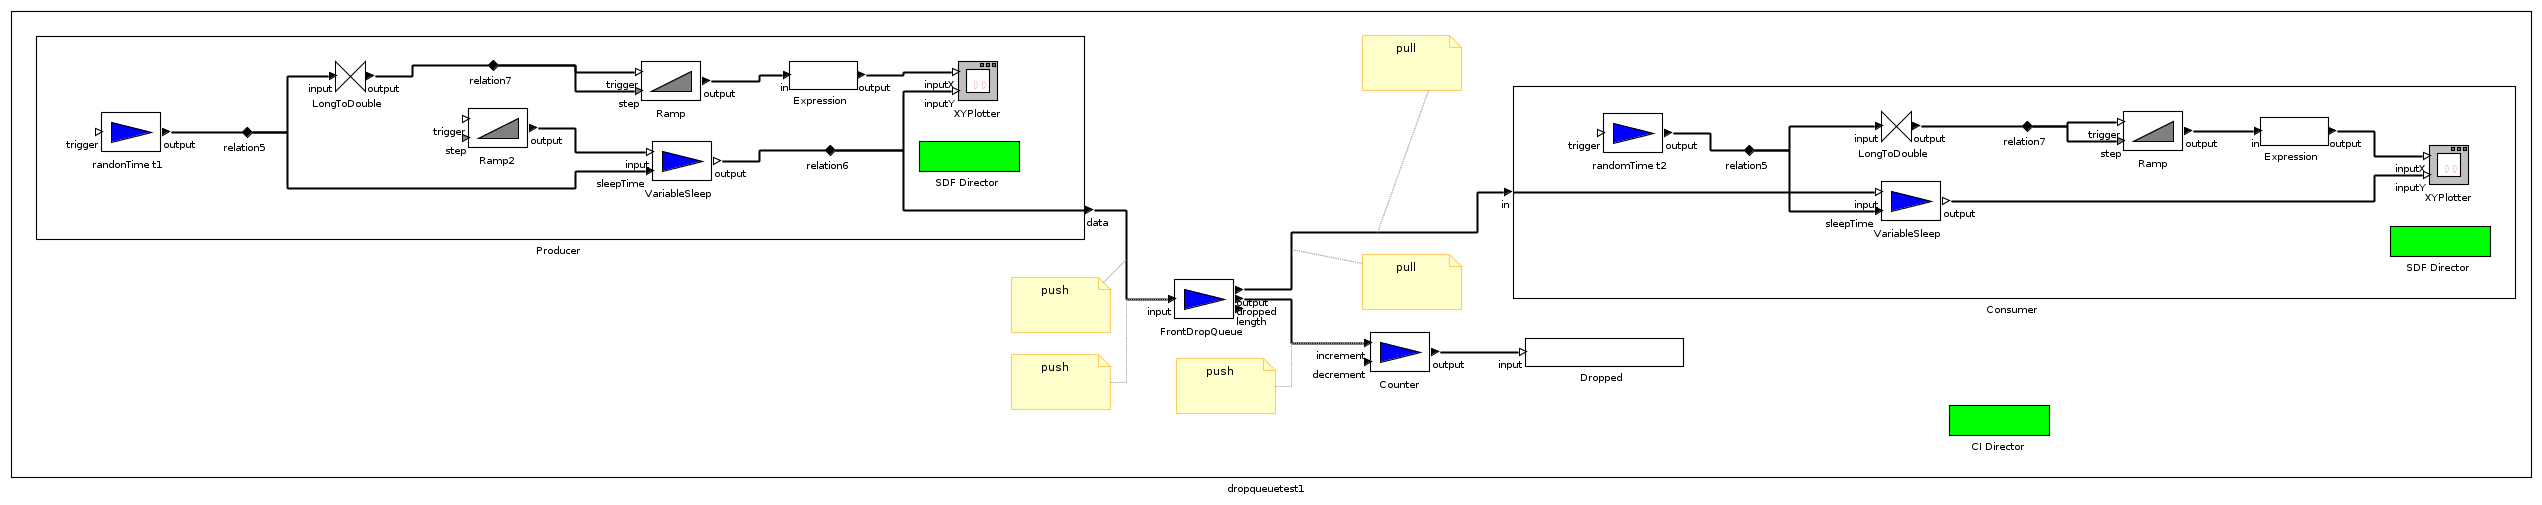 trigger
output
randonTime t1
relation5
input
output
LongToDouble
relation7
trigger
step
output
Ramp2
trigger
step
output
Ramp
in
output
Expression
inputX
inputY
XYPlotter
input
sleepTime
output
VariableSleep
relation6
SDF Director
data
Producer
pull
push
push
input
output
dropped
length
FrontDropQueue
push
pull
increment
decrement
output
Counter
input
Dropped
in
trigger
output
randomTime t2
relation5
input
output
LongToDouble
relation7
trigger
step
output
Ramp
in
output
Expression
inputX
inputY
XYPlotter
input
sleepTime
output
VariableSleep
SDF Director
Consumer
CI Director
dropqueuetest1